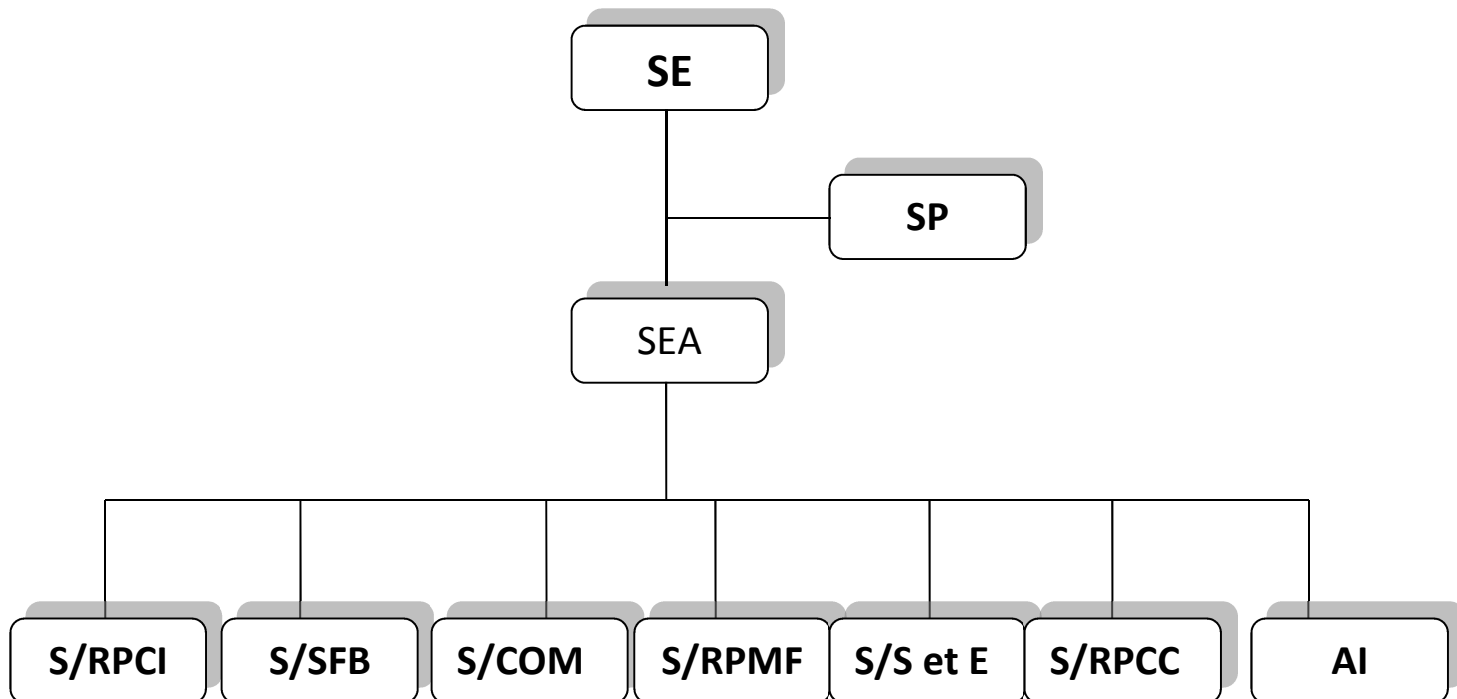 SE
SP
SEA
S/RPCI
S/SFB
S/COM
S/RPMF
S/S et E
S/RPCC
AI